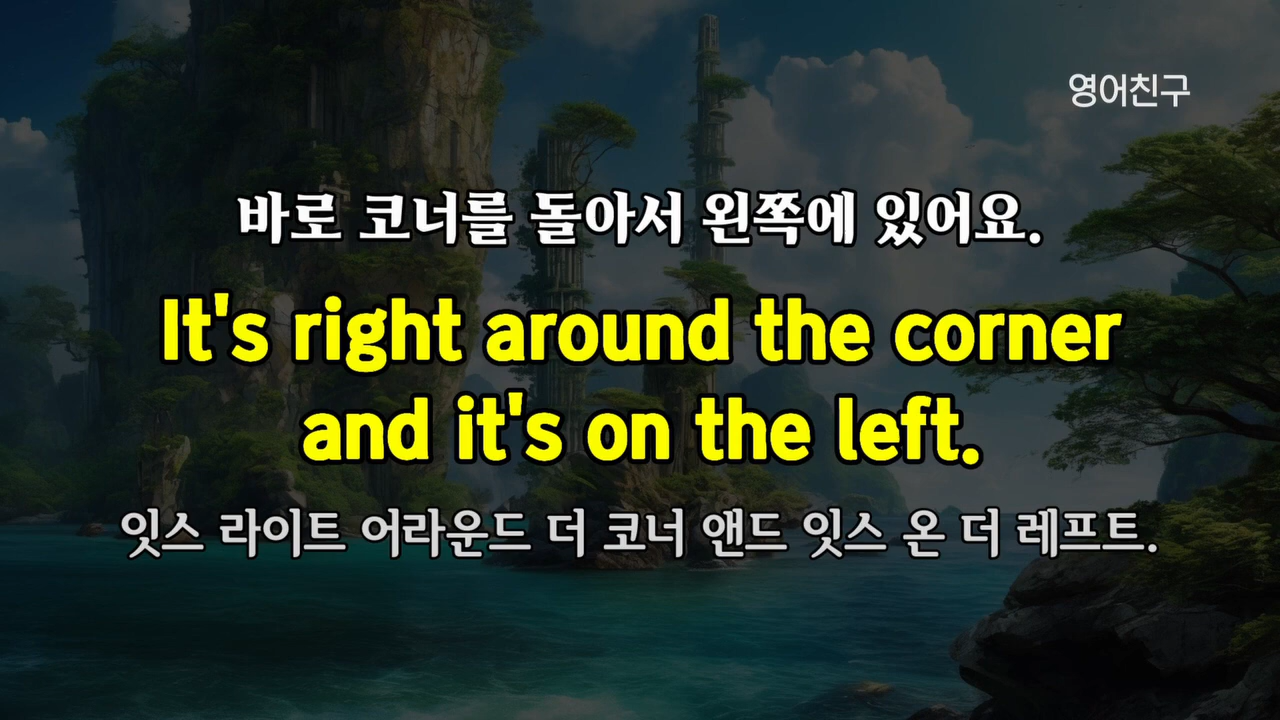 영어친구
바로 코너를 돌아서 왼쪽에 있어요.
It's right around the corner
and it's on the left.
잇스 라이트 어라운드 더 코너 앤드 잇스 온 더 레프트.